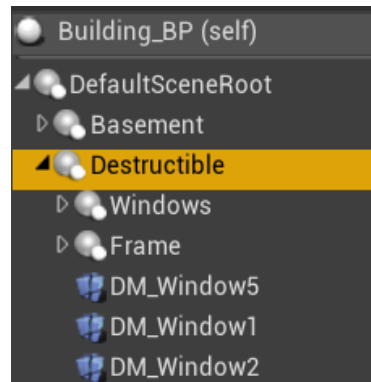 Building_BP (self)
DefaultSceneRoot
Basement
Destructible
Windows
Frame
DM_Window5
DM_Window1
DM_Window2